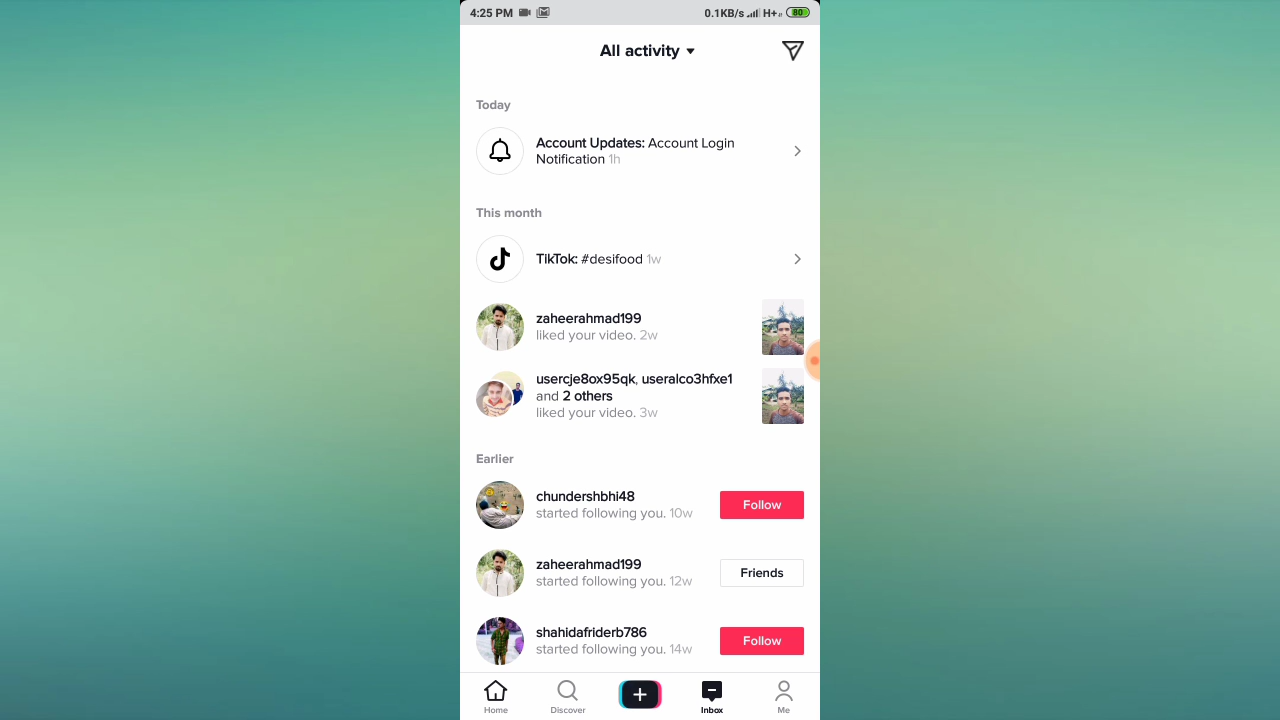 4:25 PM 0.1KB/s H+ 80
All activity
Today
Account Updates: Account Login
Notification 1h
This month
TikTok: #desifood 1w
zaheerahmad199
liked your video. 2w
usercje8ox95qk, useralco3hfxe1
and 2 others
liked your video. 3w
Earlier
chundershbhi48
started following you. 10w
Follow
zaheerahmad199
started following you. 12w
Friends
shahidafriderb786
started following you. 14w
Follow
Home Discover Inbox Me